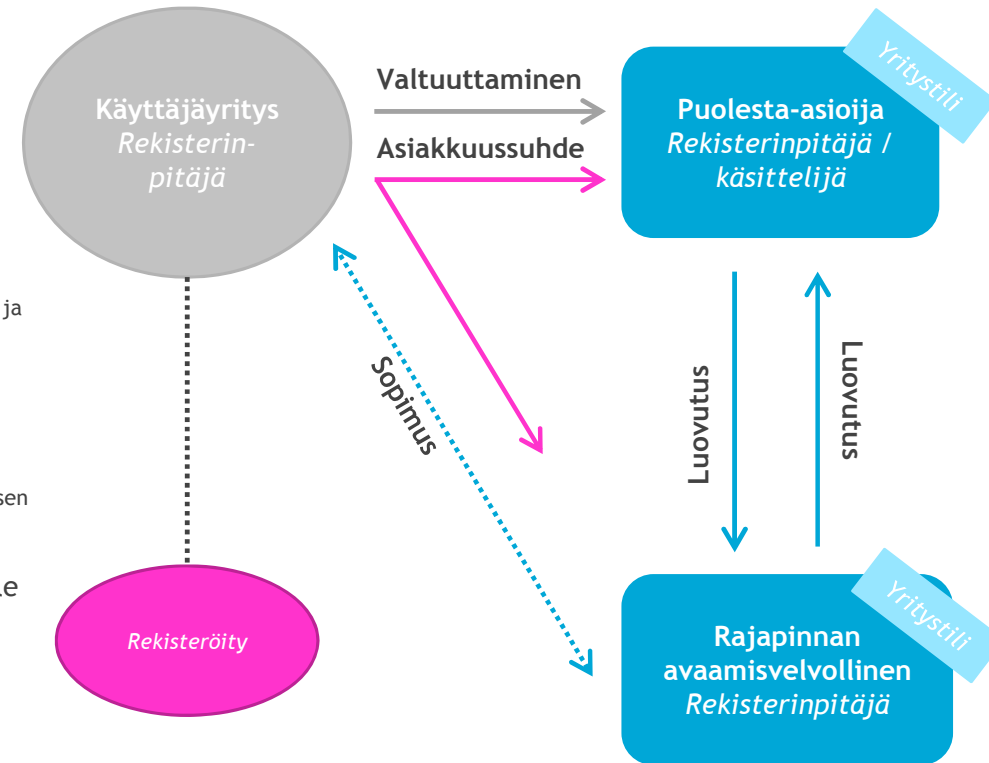 Käyttäjäyritys
Rekisterin-
pitäjä
Valtuuttaminen
Asiakkuussuhde
Puolesta-asioija
Rekisterinpitäjä /
käsittelijä
Yritystili
ja
Sopimus
Luovutus
Luovutus
sen
le
Rekisteröity
Rajapinnan
avaamisvelvollinen
Rekisterinpitäjä
Yritystili